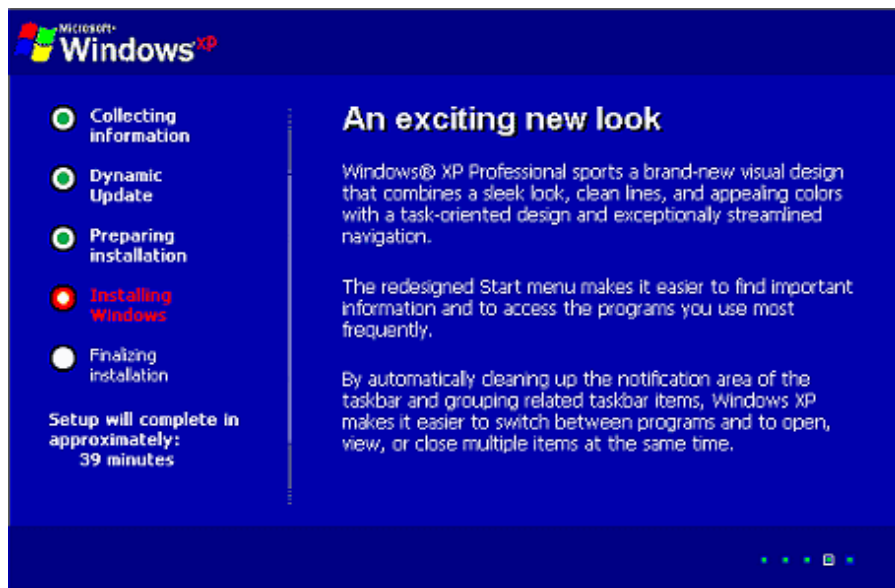 Microsoft®
Windows xp
Collecting
information
Dynamic
Update
Preparing
installation
Installing
Windows
Finalizing
installation
Setup will complete in
approximately:
39 minutes
An exciting new look
Windows® XP Professional sports a brand-new visual design
that combines a sleek look, clean lines, and appealing colors
with a task-oriented design and exceptionally streamlined
navigation.
The redesigned Start menu makes it easier to find important
information and to access the programs you use most
frequently.
By automatically cleaning up the notification area of the
taskbar and grouping related taskbar items, Windows XP
makes it easier to switch between programs and to open,
view, or close multiple items at the same time.